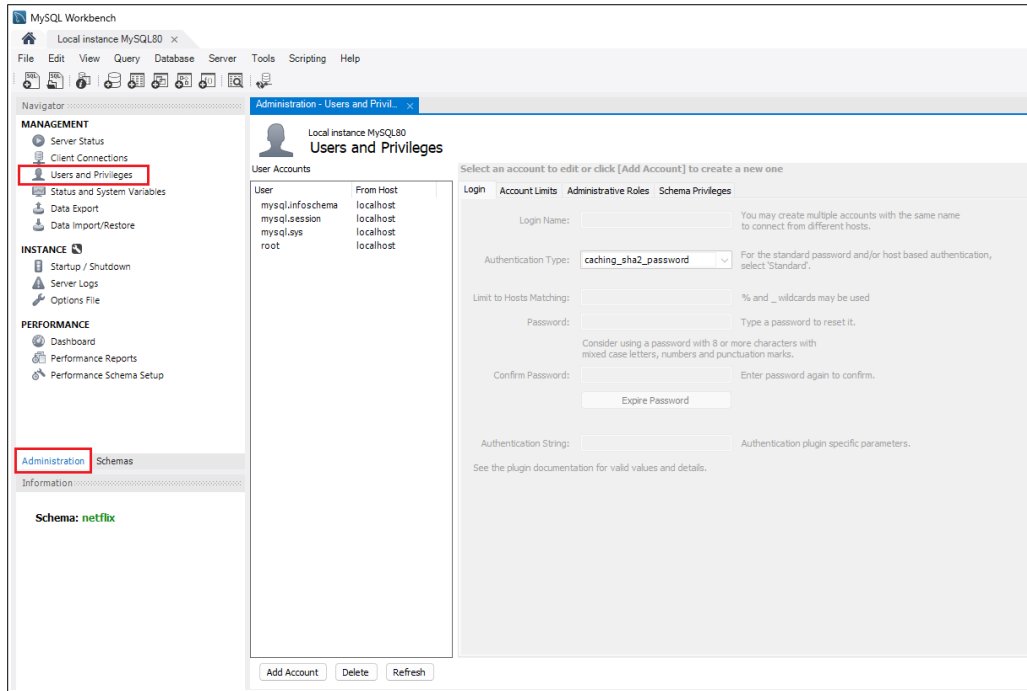 MySQL Workbench
Local instance MySQL80 ×
File Edit View Query Database Server Tools Scripting Help
Navigator
MANAGEMENT
Server Status
Client Connections
Users and Privileges
Status and System Variables
Data Export
Data Import/Restore
INSTANCE
Startup / Shutdown
Server Logs
Options File
PERFORMANCE
Dashboard
Performance Reports
Performance Schema Setup
Administration Schemas
Information
Schema: netflix
Administration - Users and Privil... ×
Local instance MySQL80
Users and Privileges
User Accounts
User From Host
mysql.infoschema localhost
mysql.session localhost
mysql.sys localhost
root localhost
Add Account Delete Refresh
Select an account to edit or click [Add Account] to create a new one
Login Account Limits Administrative Roles Schema Privileges
Login Name: You may create multiple accounts with the same name
to connect from different hosts.
Authentication Type: caching_sha2_password For the standard password and/or host based authentication,
select 'Standard'.
Limit to Hosts Matching: % and _ wildcards may be used
Password: Type a password to reset it.
Consider using a password with 8 or more characters with
mixed case letters, numbers and punctuation marks.
Confirm Password: Enter password again to confirm.
Expire Password
Authentication String: Authentication plugin specific parameters.
See the plugin documentation for valid values and details.